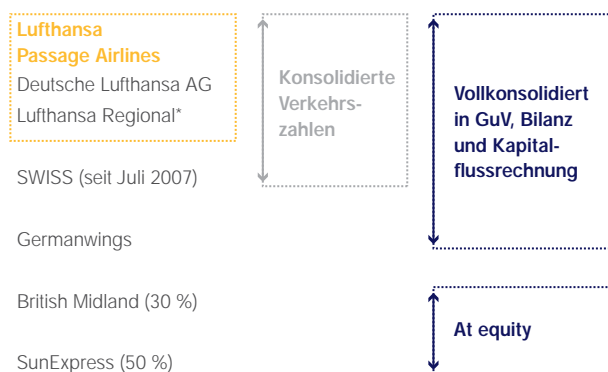 Lufthansa
Passage Airlines
Deutsche Lufthansa AG
Lufthansa Regional*
SWISS (seit Juli 2007)
Germanwings
British Midland (30 %)
SunExpress (50 %)
Konsolidierte
Verkehrs-
zahlen
Vollkonsolidiert
in GuV, Bilanz
und Kapital-
flussrechnung
At equity